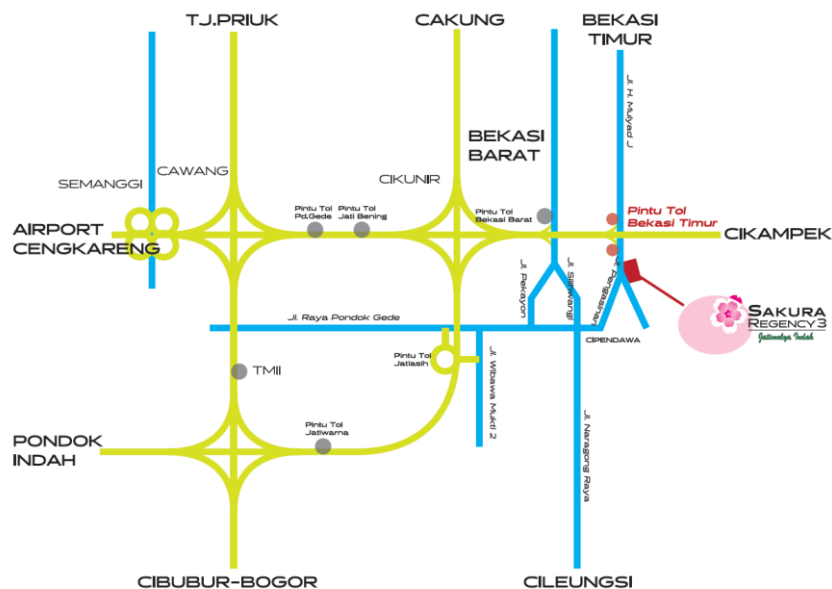 TJ.PRIUK
CAKUNG
BEKASI
TIMUR
Jl. H. Mulyad J
BEKASI
BARAT
CAWANG
CIKUNIR
SEMANGGI
Pintu Tol
Pd.Gede
Pintu Tol
Jati Bening
Pintu Tol
Bekasi Barat
Pintu Tol
Bekasi Timur
AIRPORT
CENGKARENG
CIKAMPEK
Jl. Pekayon
Jl. Siliwangi
Jl. Pengasinan
SAKURA
REGENCY 3
Jatimulya Indah
Jl. Raya Pondok Gede
CIPENDAWA
Pintu Tol
Jatiasih
Jl. Wibawa Mukti 2
TMII
Jl. Narogong Raya
Pintu Tol
Jatiwarna
PONDOK
INDAH
CIBUBUR-BOGOR
CILEUNGSI